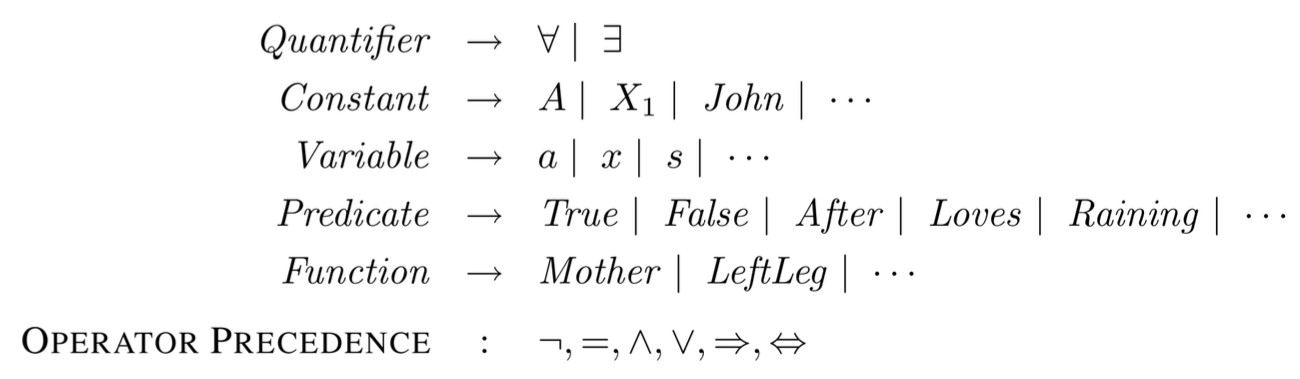 Quantifier → ∀ | ∃
Constant → A | X₁ | John | ···
Variable → a | x | s | ···
Predicate → True | False | After | Loves | Raining | ···
Function → Mother | LeftLeg | ···
OPERATOR PRECEDENCE : ¬, =, ∧, ∨, ⇒, ⇔